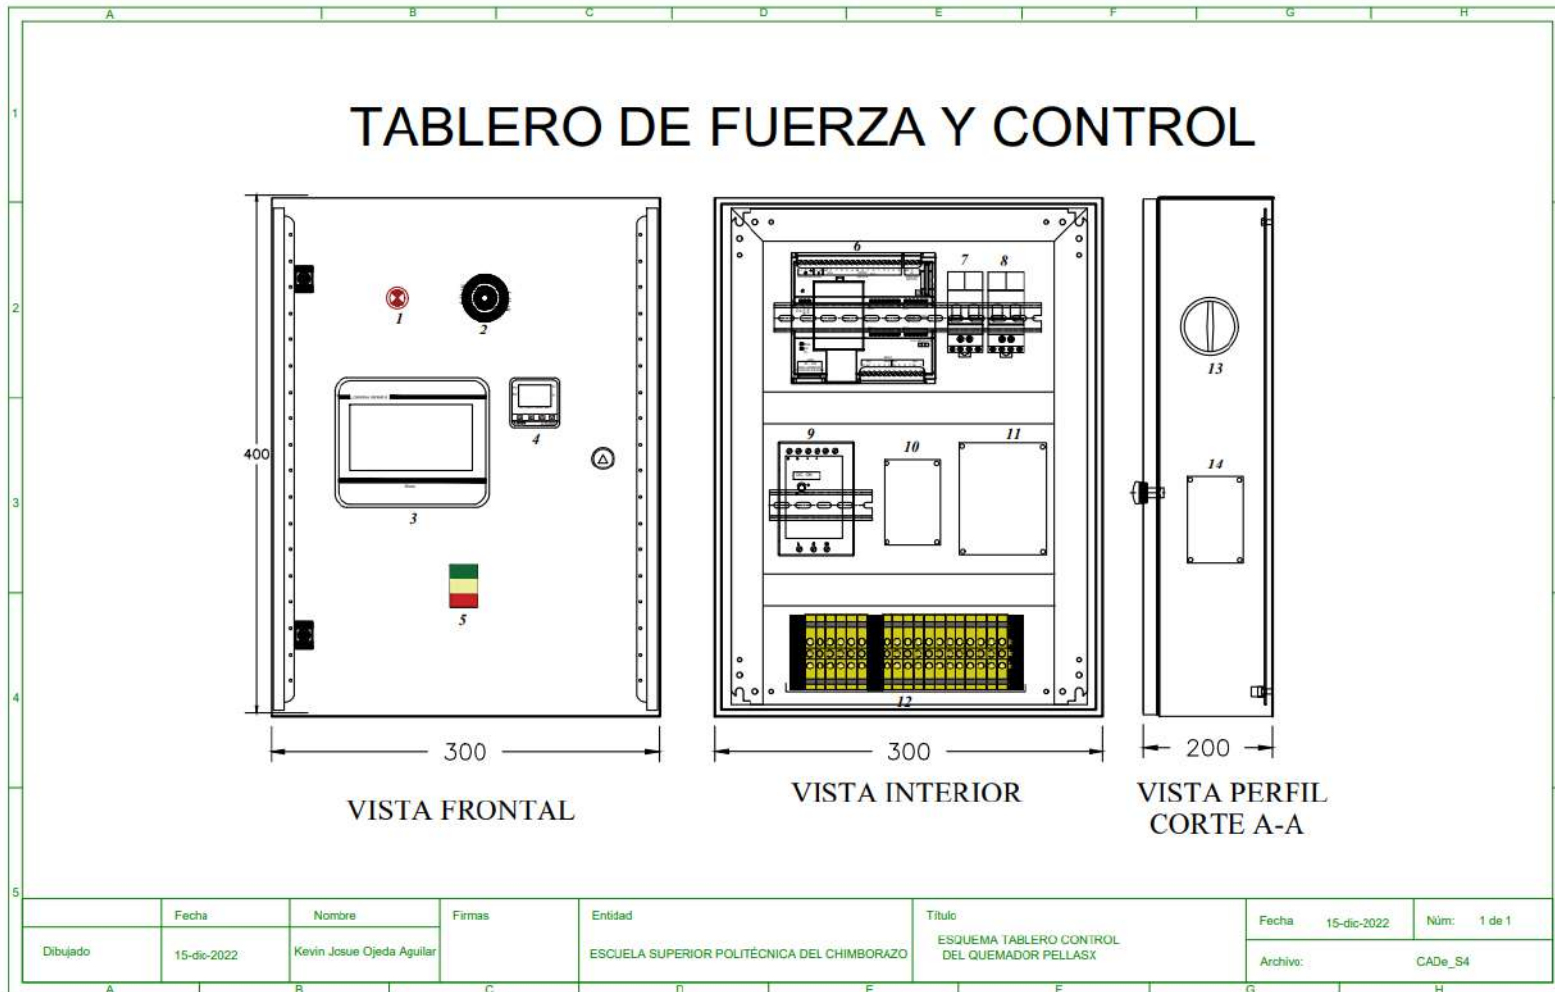 A B C D E F G H
1
TABLERO DE FUERZA Y CONTROL
2
3
4
5
1
2
3
4
5
400
300
VISTA FRONTAL
6
7
8
9
10
11
12
300
VISTA INTERIOR
13
14
200
VISTA PERFIL
CORTE A-A
Fecha Nombre Firmas Entidad Título
Fecha 15-dic-2022 Núm: 1 de 1
Dibujado 15-dic-2022 Kevin Josue Ojeda Aguilar ESCUELA SUPERIOR POLITÉCNICA DEL CHIMBORAZO
ESQUEMA TABLERO CONTROL
DEL QUEMADOR PELLASX
Archivo: CADe_S4
A B C D E F G H